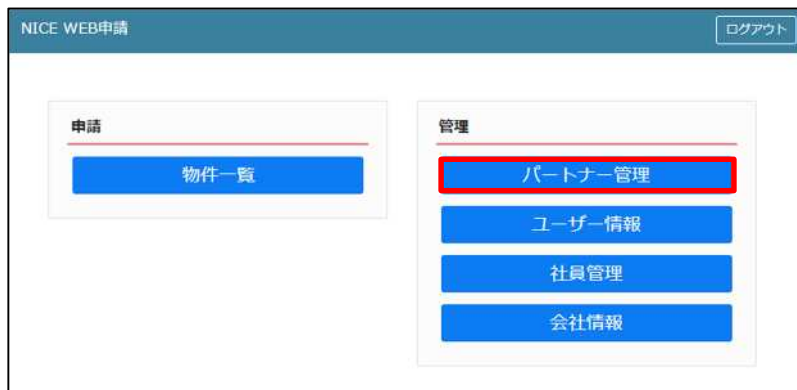 NICE WEB申請
ログアウト
申請
物件一覧
管理
パートナー管理
ユーザー情報
社員管理
会社情報